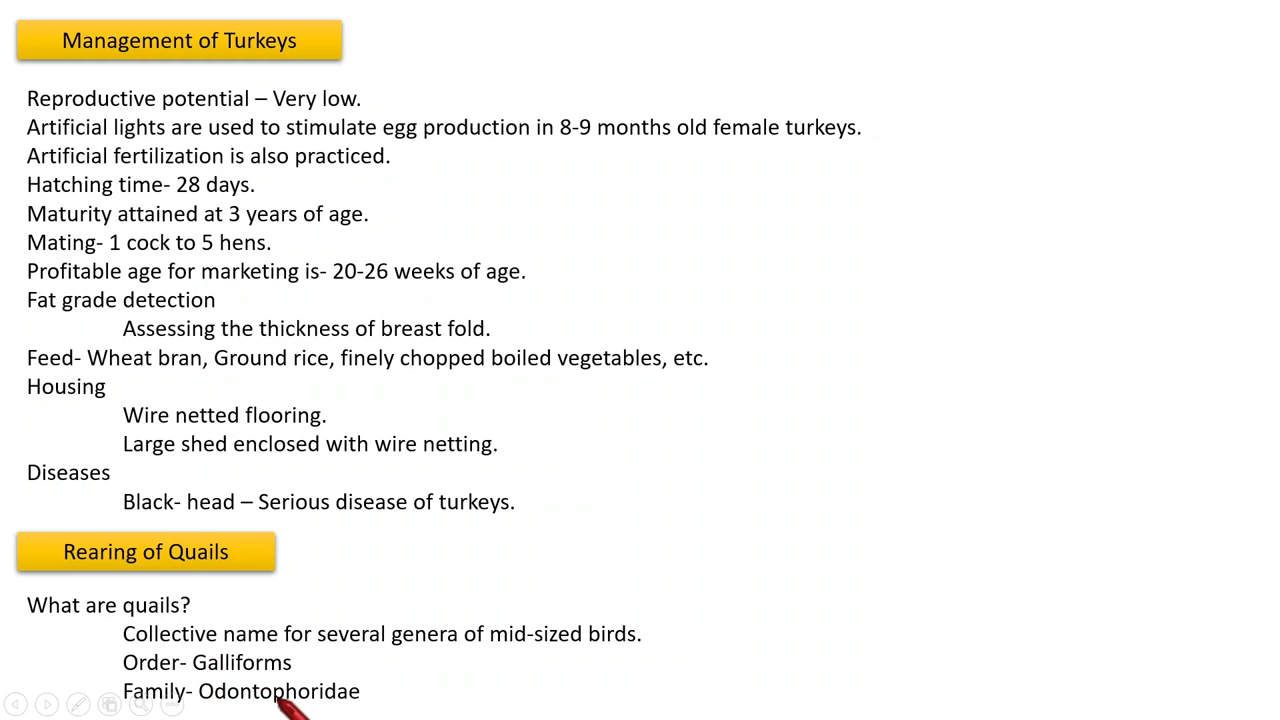 Management of Turkeys
Reproductive potential – Very low.
Artificial lights are used to stimulate egg production in 8-9 months old female turkeys.
Artificial fertilization is also practiced.
Hatching time- 28 days.
Maturity attained at 3 years of age.
Mating- 1 cock to 5 hens.
Profitable age for marketing is- 20-26 weeks of age.
Fat grade detection
Assessing the thickness of breast fold.
Feed- Wheat bran, Ground rice, finely chopped boiled vegetables, etc.
Housing
Wire netted flooring.
Large shed enclosed with wire netting.
Diseases
Black- head – Serious disease of turkeys.
Rearing of Quails
What are quails?
Collective name for several genera of mid-sized birds.
Order- Galliforms
Family- Odontophoridae